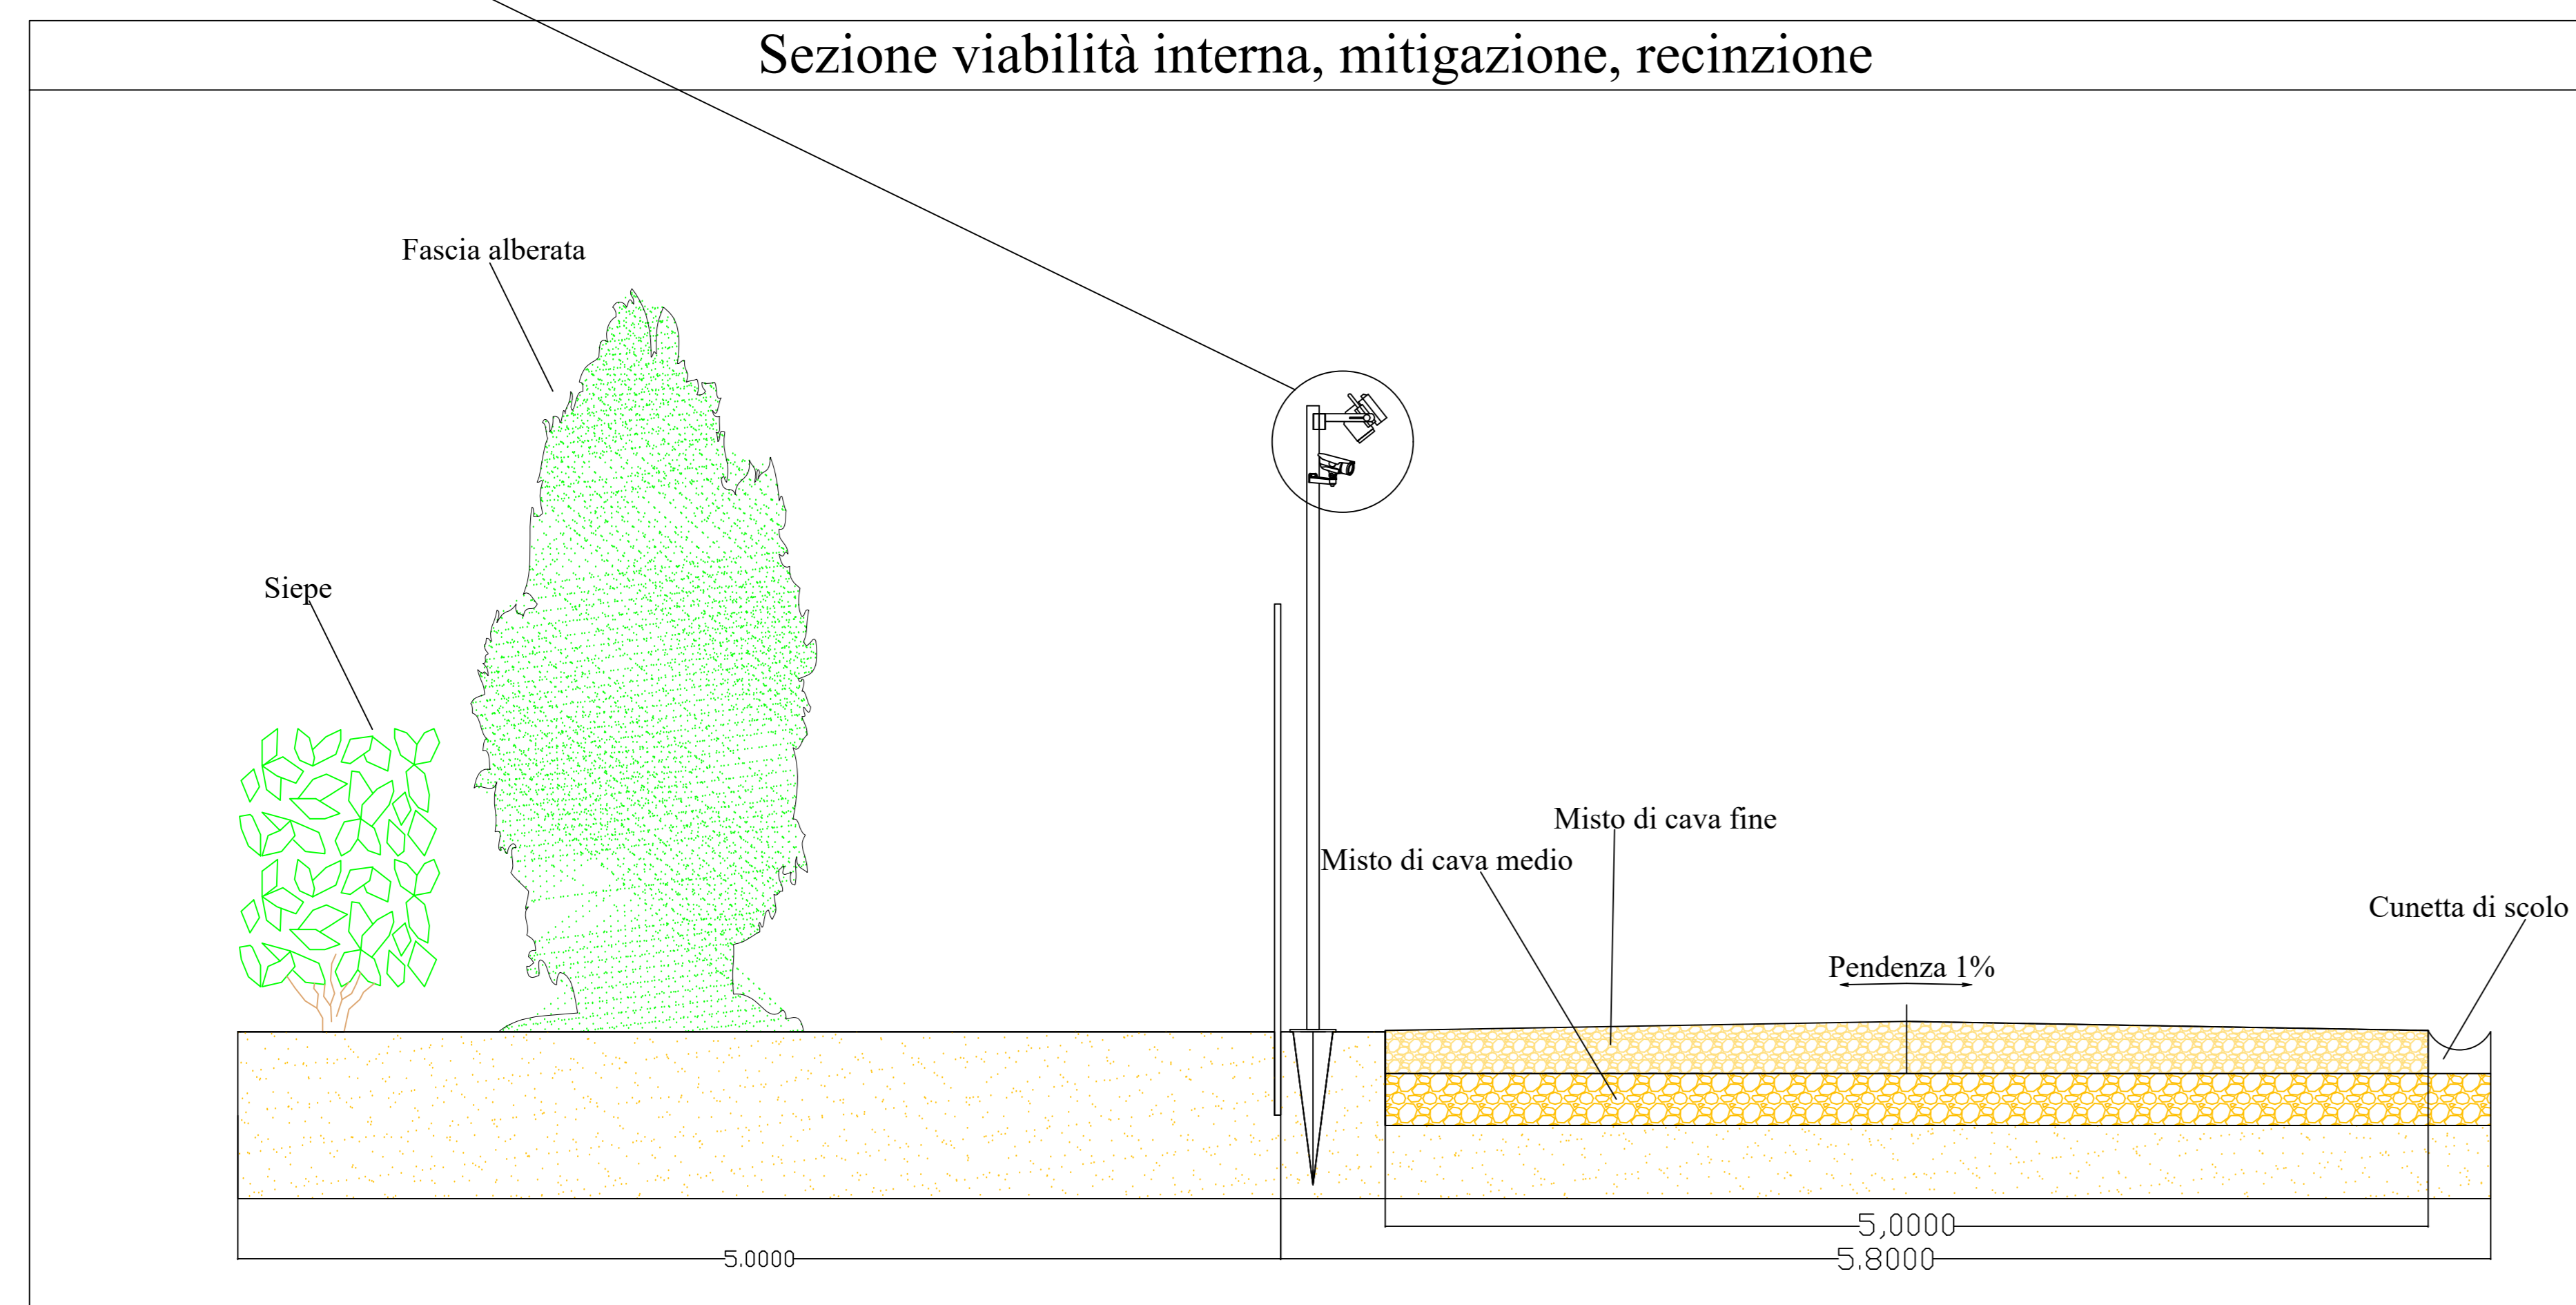 Sezione viabilità interna, mitigazione, recinzione
Fascia alberata
Siepe
Misto di cava fine
Misto di cava medio
Cunetta di scolo
Pendenza 1%
5,0000
5.0000
5.8000